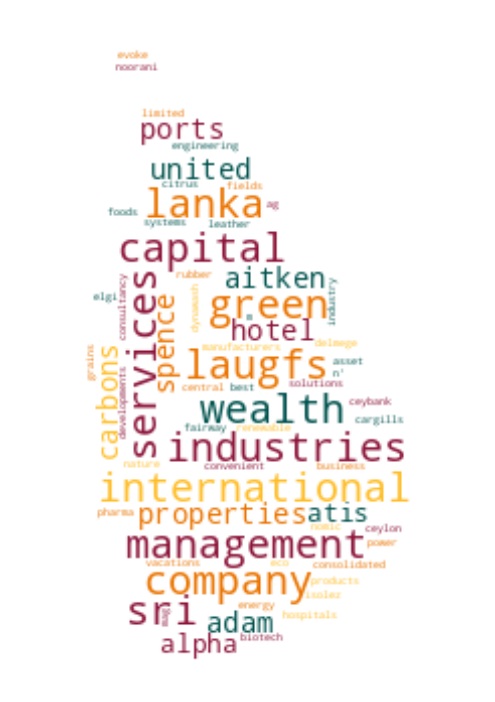 evoke
noorani
limited
ports
engineering
united
citrus
fields
lanka
ag
foods
systems
leather
capital
rubber
aitken
elgi
consultancy
services
spence
dynawash
green
industry
hotel
manufacturers
delmege
grains
carbons
developments
laugfs
asset
n'
central
best
solutions
wealth
ceybank
cargills
fairway
renewable
industries
nature
convenient
business
international
pharma
properties
atis
nomic
ceylon
management
power
vacations
eco
consolidated
company
products
isolez
sri
mag
energy
adam
hospitals
alpha
biotech